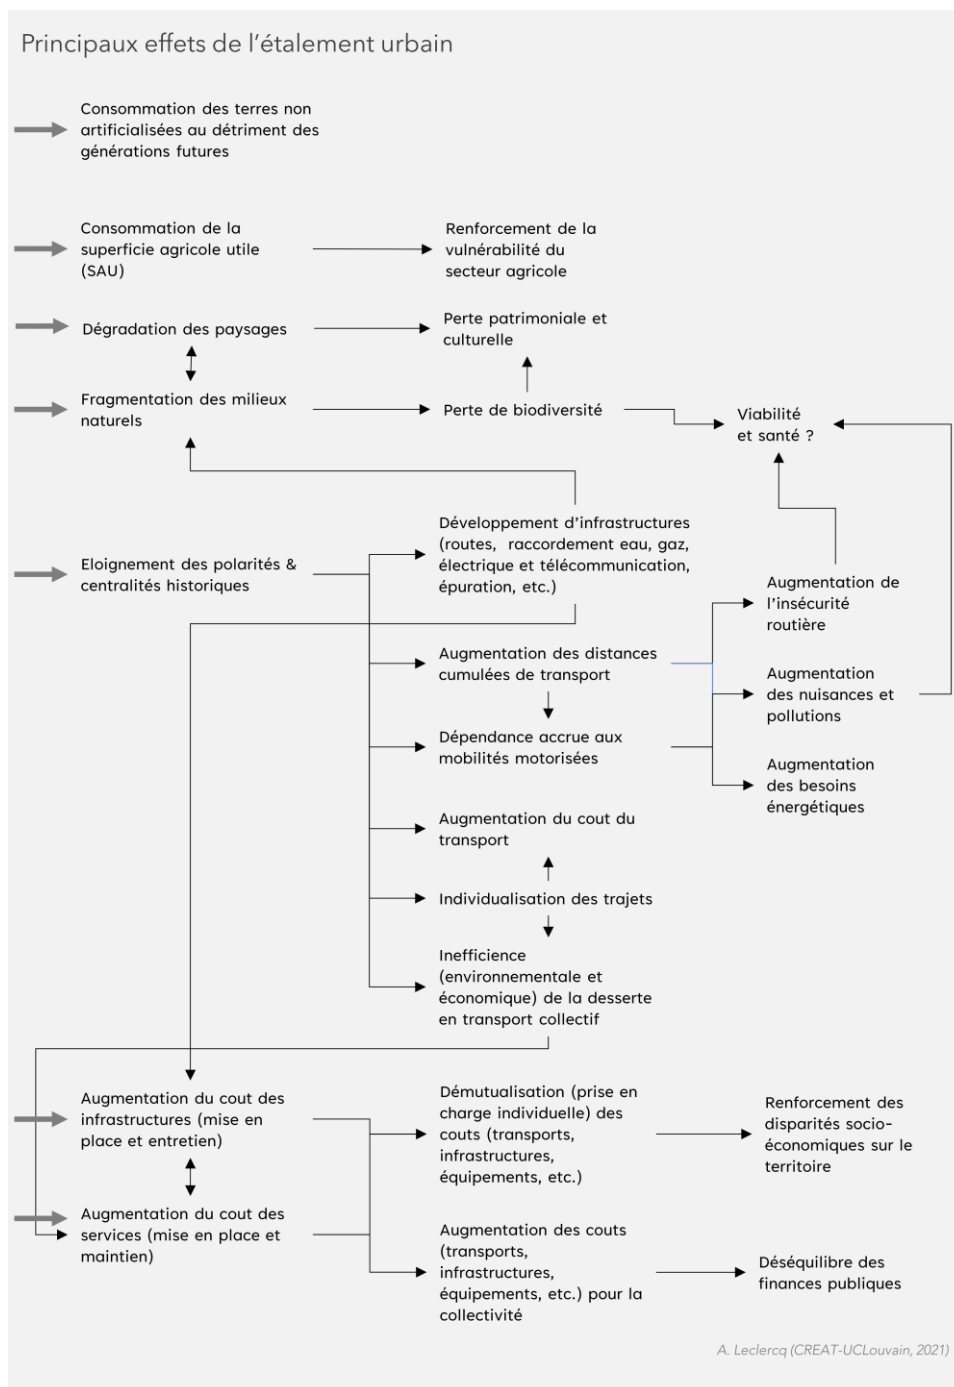 Principaux effets de l'étalement urbain
Consommation des terres non
artificialisées au détriment des
générations futures
Consommation de la
superficie agricole utile
(SAU)
Renforcement de la
vulnérabilité du
secteur agricole
Dégradation des paysages
Perte patrimoniale et
culturelle
Fragmentation des milieux
naturels
Perte de biodiversité
Viabilité
et santé ?
Eloignement des polarités &
centralités historiques
Développement d'infrastructures
(routes, raccordement eau, gaz,
électrique et télécommunication,
épuration, etc.)
Augmentation des distances
cumulées de transport
Dépendance accrue aux
mobilités motorisées
Augmentation du cout du
transport
Individualisation des trajets
Inefficience
(environnementale et
économique) de la desserte
en transport collectif
Augmentation de
l'insécurité
routière
Augmentation
des nuisances et
pollutions
Augmentation
des besoins
énergétiques
Augmentation du cout des
infrastructures (mise en
place et entretien)
Augmentation du cout des
services (mise en place et
maintien)
Démutualisation (prise en
charge individuelle) des
couts (transports,
infrastructures,
équipements, etc.)
Renforcement des
disparités socio-
économiques sur le
territoire
Augmentation des couts
(transports,
infrastructures,
équipements, etc.) pour la
collectivité
Déséquilibre des
finances publiques
A. Leclercq (CREAT-UCLouvain, 2021)